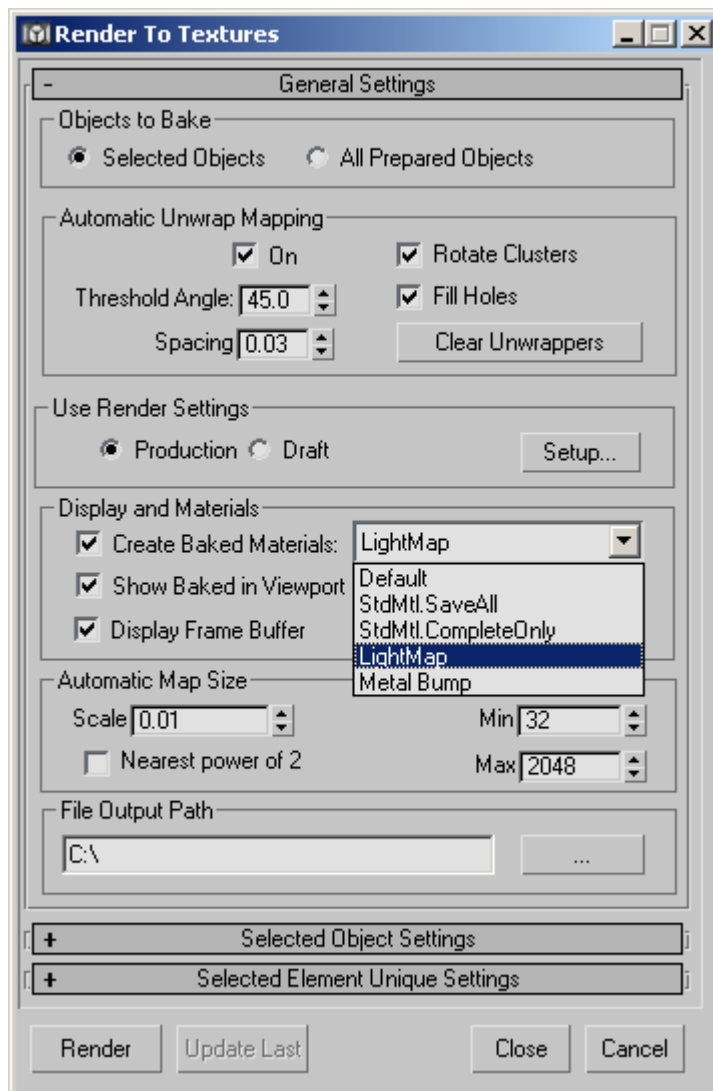 Render To Textures
- General Settings
Objects to Bake
Selected Objects All Prepared Objects
Automatic Unwrap Mapping
On Rotate Clusters
Threshold Angle: 45.0 Fill Holes
Spacing 0.03 Clear Unwrappers
Use Render Settings
Production Draft Setup...
Display and Materials
Create Baked Materials: LightMap
Show Baked in Viewport Default
StdMtl.SaveAll
Display Frame Buffer StdMtl.CompleteOnly
LightMap
Metal Bump
Automatic Map Size
Scale 0.01 Min 32
Nearest power of 2 Max 2048
File Output Path
C:\ ...
+ Selected Object Settings
+ Selected Element Unique Settings
Render Update Last Close Cancel